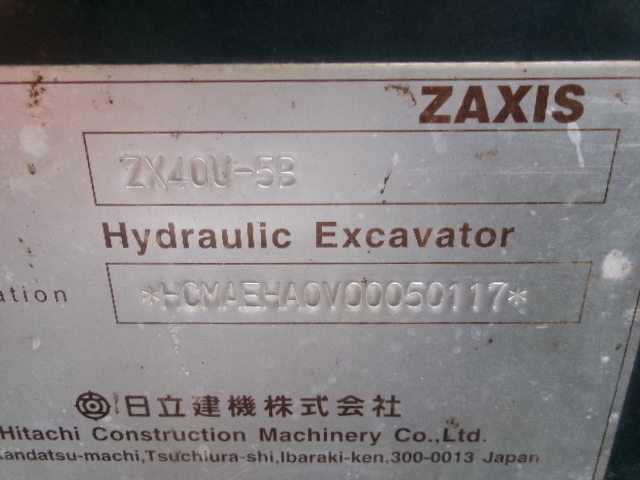 ZAXIS
ZX40U-5B
Hydraulic Excavator
ation *HCMAEHA0V00050117*
日立建機株式会社
Hitachi Construction Machinery Co.,Ltd.
andatsu-machi,Tsuchiura-shi,Ibaraki-ken,300-0013 Japan